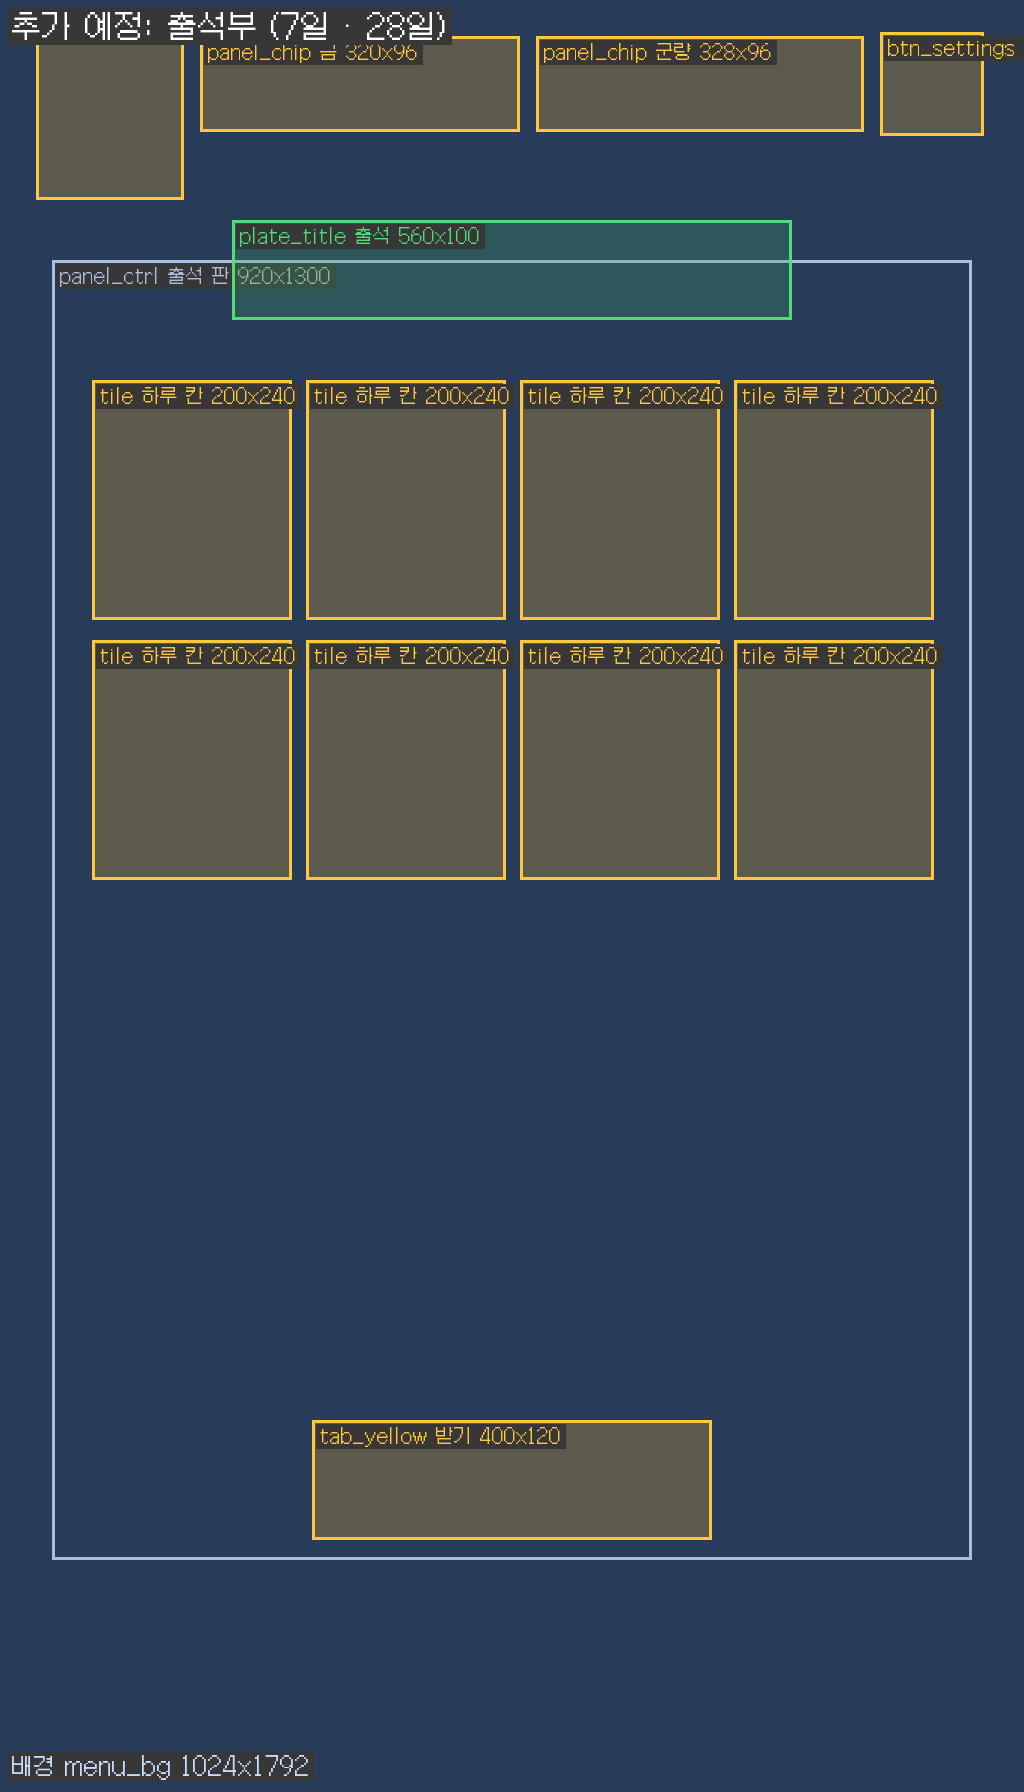 추가 예정: 출석부 (7일 · 28일)
panel_chip 금 320x96
panel_chip 군량 328x96
btn_settings
plate_title 출석 560x100
panel_ctrl 출석 판 920x1300
tile 하루 칸 200x240
tile 하루 칸 200x240
tile 하루 칸 200x240
tile 하루 칸 200x240
tile 하루 칸 200x240
tile 하루 칸 200x240
tile 하루 칸 200x240
tile 하루 칸 200x240
tab_yellow 받기 400x120
배경 menu_bg 1024x1792